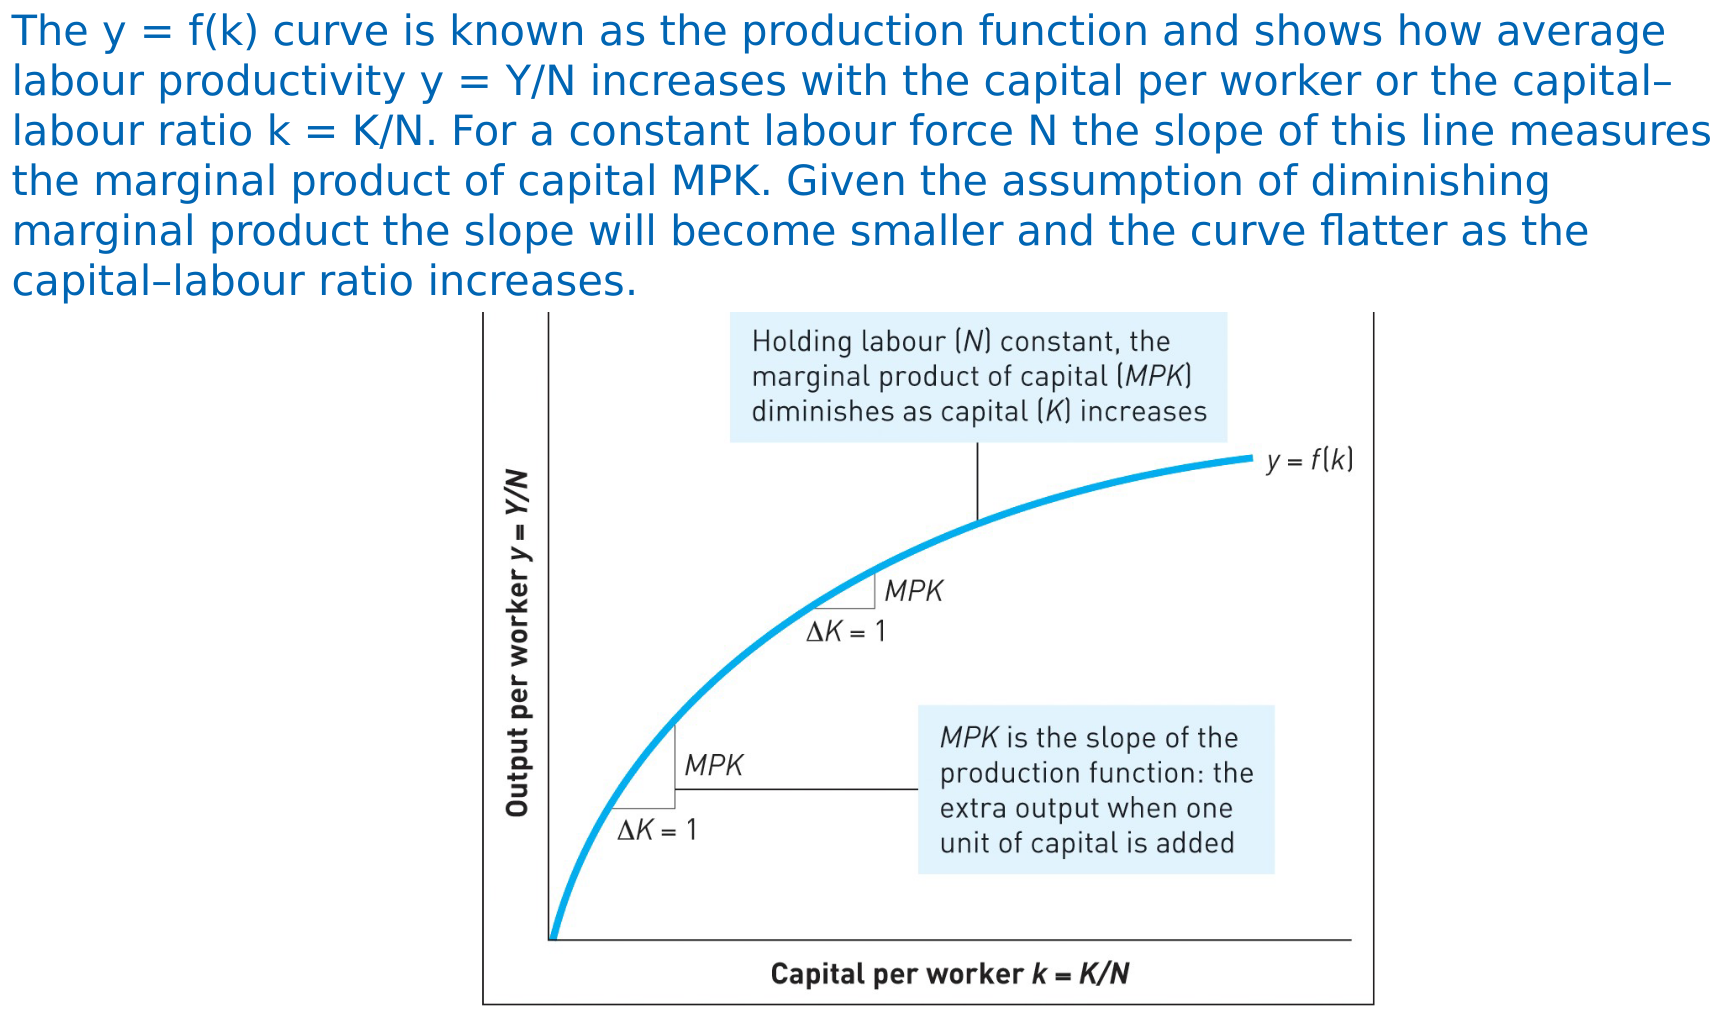 The y = f(k) curve is known as the production function and shows how average
labour productivity y = Y/N increases with the capital per worker or the capital–
labour ratio k = K/N. For a constant labour force N the slope of this line measures
the marginal product of capital MPK. Given the assumption of diminishing
marginal product the slope will become smaller and the curve flatter as the
capital–labour ratio increases.
Holding labour (N) constant, the
marginal product of capital (MPK)
diminishes as capital (K) increases
y = f(k)
Output per worker y = Y/N
MPK
ΔK = 1
MPK
ΔK = 1
MPK is the slope of the
production function: the
extra output when one
unit of capital is added
Capital per worker k = K/N